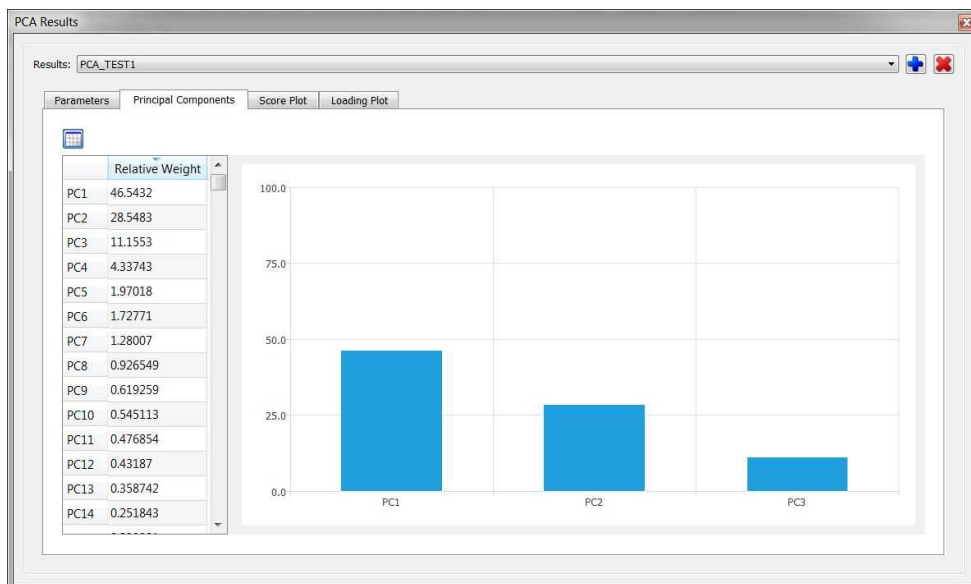 PCA Results
Results: PCA_TEST1
Parameters Principal Components Score Plot Loading Plot
Relative Weight
PC1 46.5432
PC2 28.5483
PC3 11.1553
PC4 4.33743
PC5 1.97018
PC6 1.72771
PC7 1.28007
PC8 0.926549
PC9 0.619259
PC10 0.545113
PC11 0.476854
PC12 0.43187
PC13 0.358742
PC14 0.251843
100.0
75.0
50.0
25.0
0.0
PC1 PC2 PC3